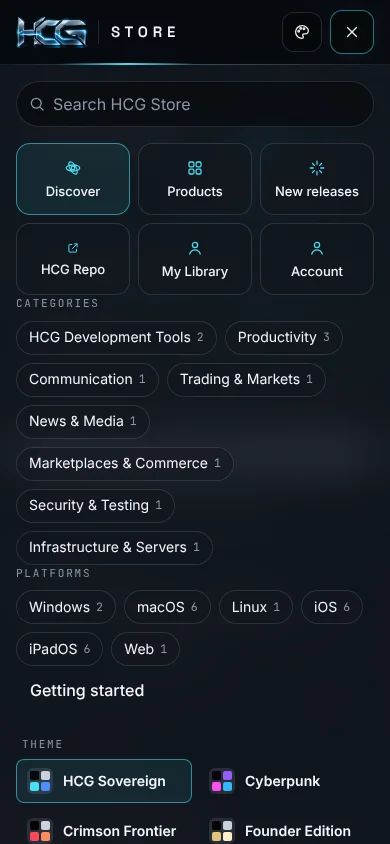 HCG STORE
Search HCG Store
Discover Products New releases
HCG Repo My Library Account
CATEGORIES
HCG Development Tools 2 Productivity 3
Communication 1 Trading & Markets 1
News & Media 1
Marketplaces & Commerce 1
Security & Testing 1
Infrastructure & Servers 1
PLATFORMS
Windows 2 macOS 6 Linux 1 iOS 6
iPadOS 6 Web 1
Getting started
THEME
HCG Sovereign Cyberpunk
Crimson Frontier Founder Edition